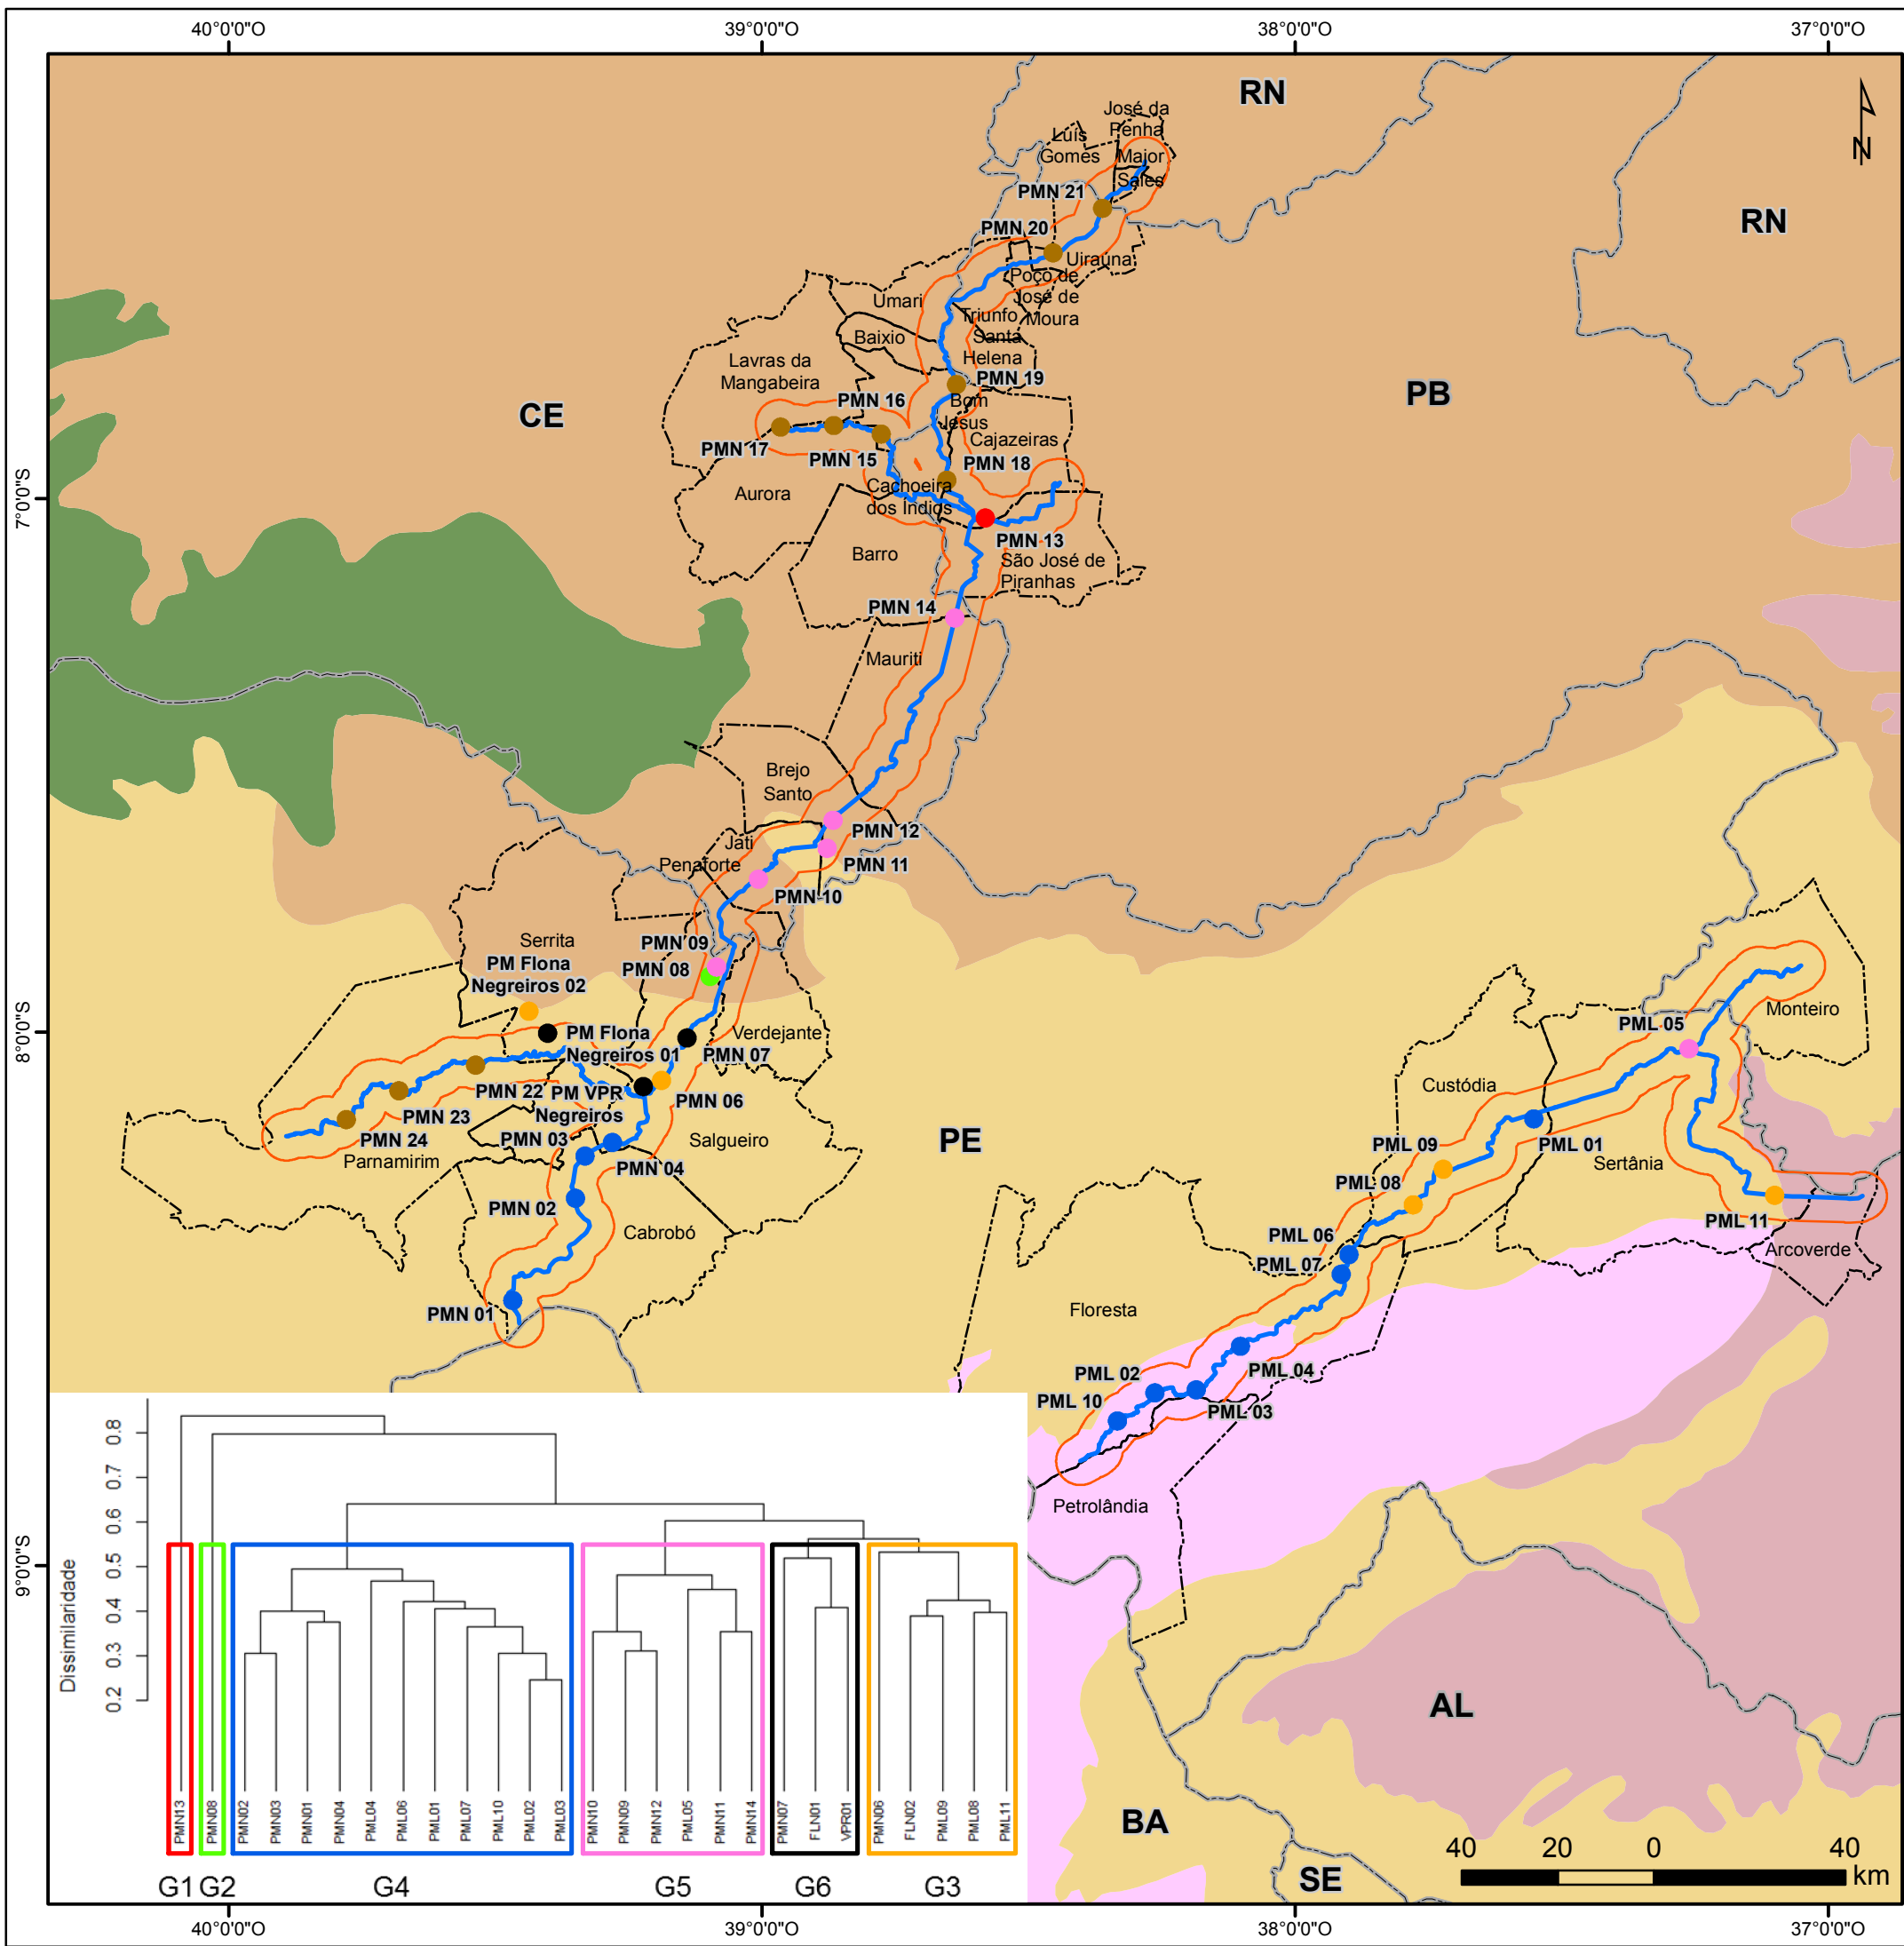 40°0'0"O
39°0'0"O
38°0'0"O
37°0'0"O
RN
José da
Penha
Luís
Gomes
Major
Sales
N
PMN 21
RN
PMN 20
Uiraúna
Poço de
José de
Moura
Umari
Triunfo
Baixio
Santa
Helena
Lavras da
Mangabeira
PMN 19
PB
CE
PMN 16
Bom
Jesus
Cajazeiras
PMN 17
PMN 15
PMN 18
7°0'0"S
Aurora
Cachoeira
dos Índios
PMN 13
Barro
São José de
Piranhas
PMN 14
Mauriti
Brejo
Santo
PMN 12
Jati
Penaforte
PMN 11
PMN 10
Serrita
PMN 09
PM Flona
Negreiros 02
PMN 08
Monteiro
PML 05
8°0'0"S
PM Flona
Negreiros 01
Verdejante
PMN 07
Custódia
PMN 22
PM VPR
Negreiros
PMN 06
PMN 23
PMN 24
PMN 03
Salgueiro
PE
PML 09
PML 01
Parnamirim
PMN 04
Sertânia
PML 08
PMN 02
PML 11
Cabrobó
PML 06
Arcoverde
PML 07
PMN 01
Floresta
PML 02
PML 04
PML 10
PML 03
Petrolândia
9°0'0"S
Dissimilaridade
0.8
0.7
0.6
0.5
0.4
0.3
0.2
PMN13
PMN08
PMN02
PMN03
PMN01
PMN04
PML04
PML06
PML01
PML07
PML10
PML02
PML03
PMN10
PMN09
PMN12
PML05
PMN11
PMN14
PMN07
FLN01
VPR01
PMN06
FLN02
PML09
PML08
PML11
G1 G2 G4 G5 G6 G3
AL
BA
SE
40 20 0 40
km
40°0'0"O
39°0'0"O
38°0'0"O
37°0'0"O